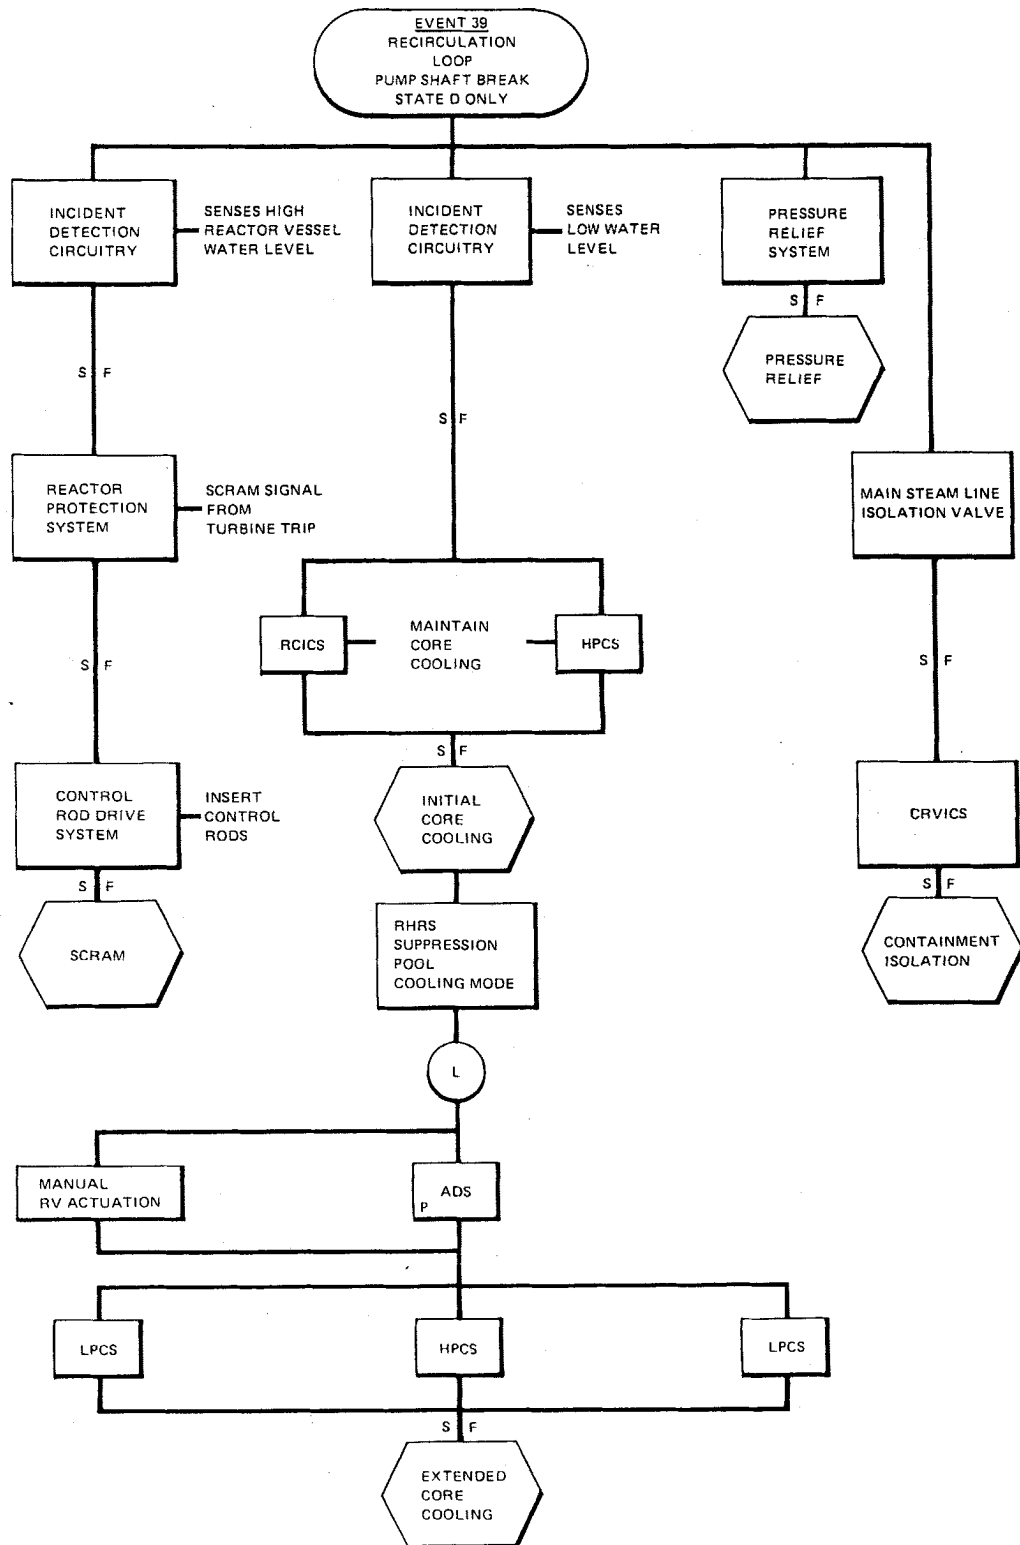 EVENT 39
RECIRCULATION
LOOP
PUMP SHAFT BREAK
STATE D ONLY
INCIDENT
DETECTION
CIRCUITRY
SENSES HIGH
REACTOR VESSEL
WATER LEVEL
INCIDENT
DETECTION
CIRCUITRY
SENSES
LOW WATER
LEVEL
PRESSURE
RELIEF
SYSTEM
S F
PRESSURE
RELIEF
S F
S F
REACTOR
PROTECTION
SYSTEM
SCRAM SIGNAL
FROM
TURBINE TRIP
MAIN STEAM LINE
ISOLATION VALVE
RCICS
MAINTAIN
CORE
COOLING
HPCS
S F
S F
S F
CONTROL
ROD DRIVE
SYSTEM
INSERT
CONTROL
RODS
INITIAL
CORE
COOLING
CRVICS
S F
S F
SCRAM
RHRS
SUPPRESSION
POOL
COOLING MODE
CONTAINMENT
ISOLATION
L
MANUAL
RV ACTUATION
ADS
P
LPCS
HPCS
LPCS
S F
EXTENDED
CORE
COOLING